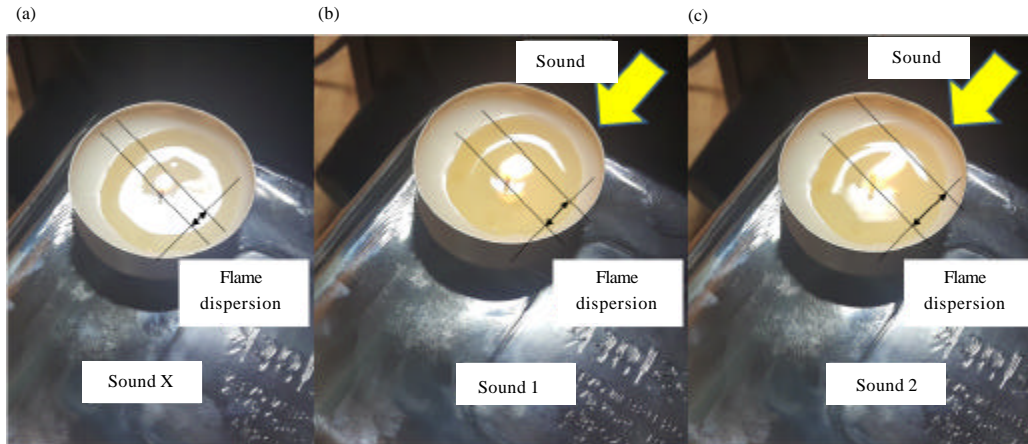 (a)
(b)
(c)
Sound
Sound
Flame
dispersion
Flame
dispersion
Flame
dispersion
Sound X
Sound 1
Sound 2